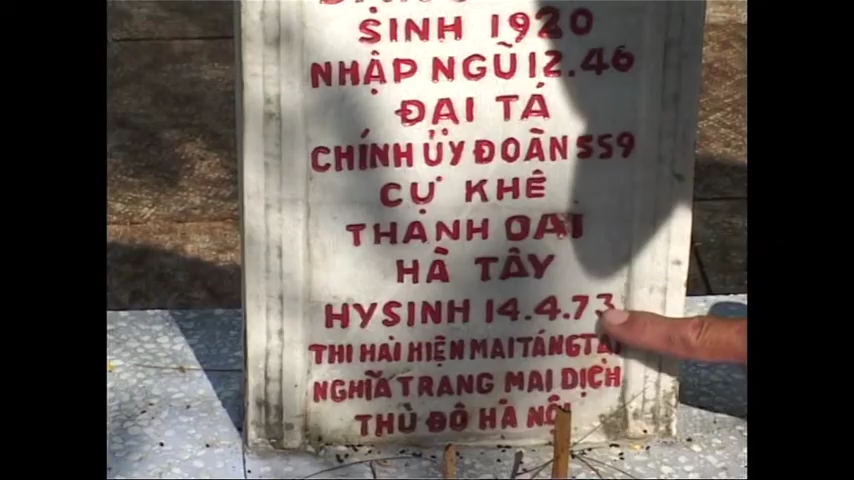 SINH 1920
NHẬP NGŨ 12.46
ĐẠI TÁ
CHÍNH ỦY ĐOÀN 559
CỰ KHÊ
THANH OAI
HÀ TÂY
HY SINH 14.4.73
THI HÀI HIỆN MAI TÁNG TẠI
NGHĨA TRANG MAI DỊCH
THỦ ĐÔ HÀ NỘI